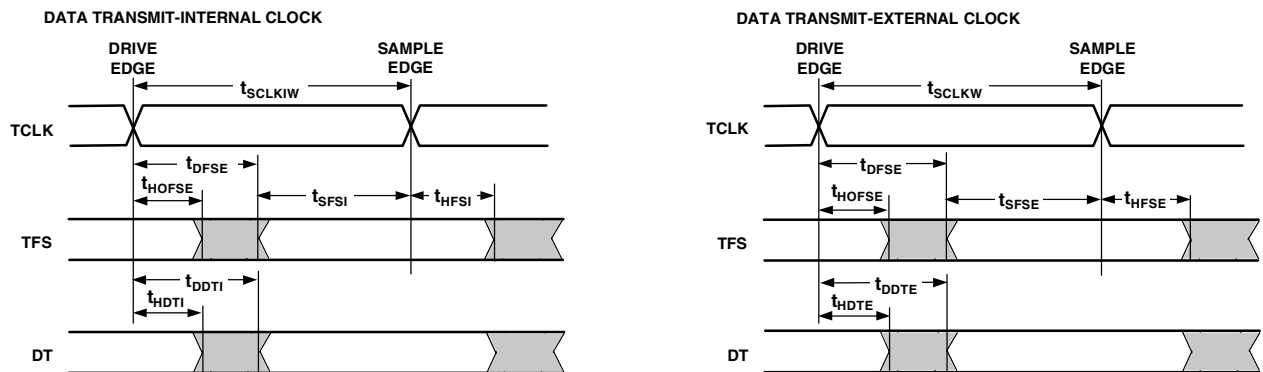 DATA TRANSMIT-INTERNAL CLOCK
DRIVE
EDGE
SAMPLE
EDGE
tSCLKIW
TCLK
tDFSE
tHOFSE
tSFSI
tHFSI
TFS
tDDTI
tHDTI
DT
DATA TRANSMIT-EXTERNAL CLOCK
DRIVE
EDGE
SAMPLE
EDGE
tSCLKW
TCLK
tDFSE
tHOFSE
tSFSE
tHFSE
TFS
tDDTE
tHDTE
DT